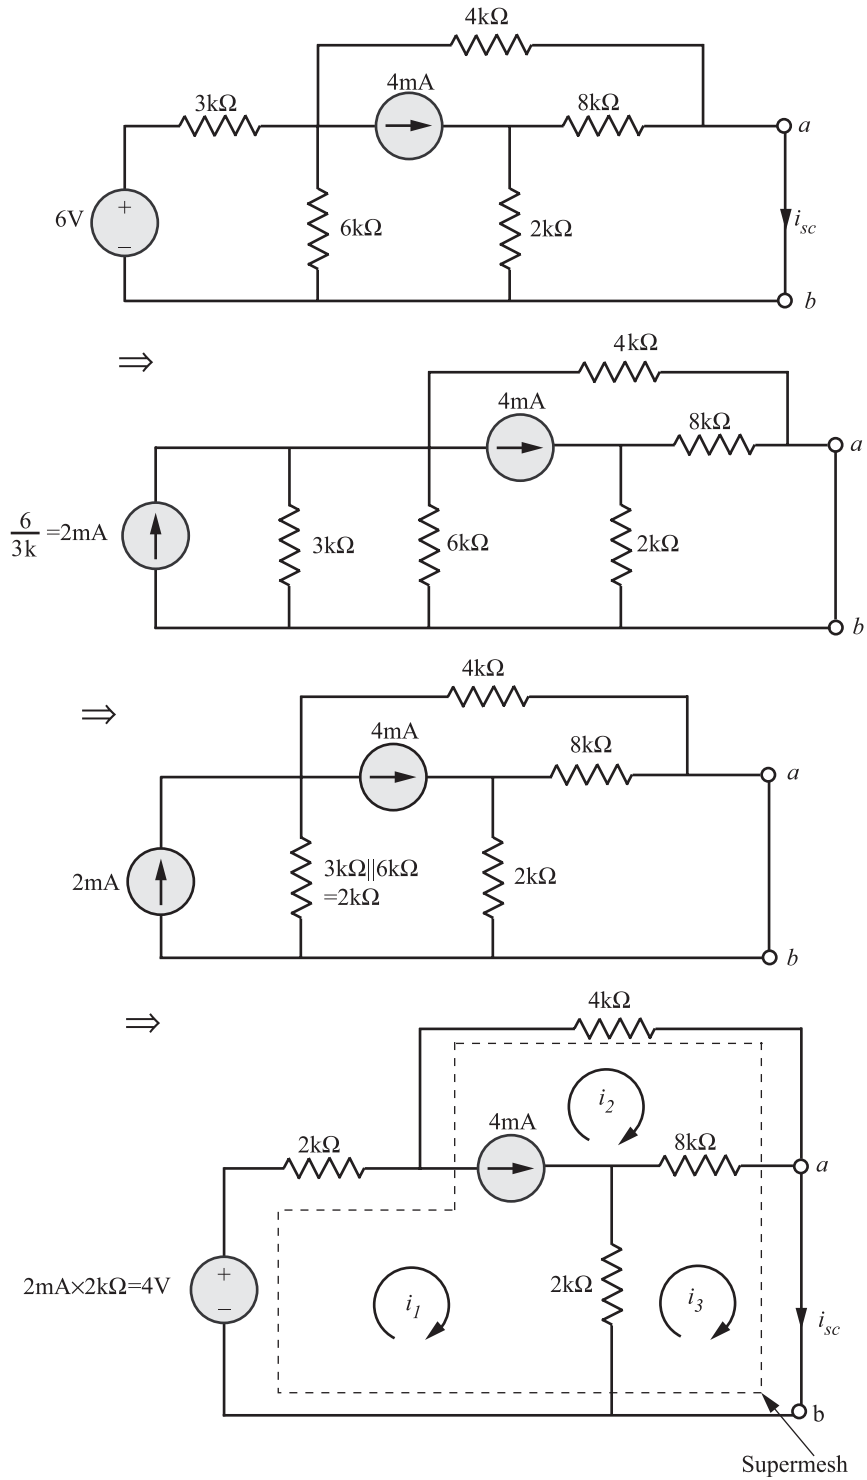 4kΩ
4mA
3kΩ
8kΩ
a
6V
+
–
6kΩ
2kΩ
i_sc
b
⇒
4kΩ
4mA
8kΩ
a
6/3k =2mA
3kΩ
6kΩ
2kΩ
b
⇒
4kΩ
4mA
8kΩ
a
2mA
3kΩ||6kΩ
=2kΩ
2kΩ
b
⇒
4kΩ
i_2
4mA
2kΩ
8kΩ
a
2mA×2kΩ=4V
+
–
i_1
2kΩ
i_3
i_sc
b
Supermesh